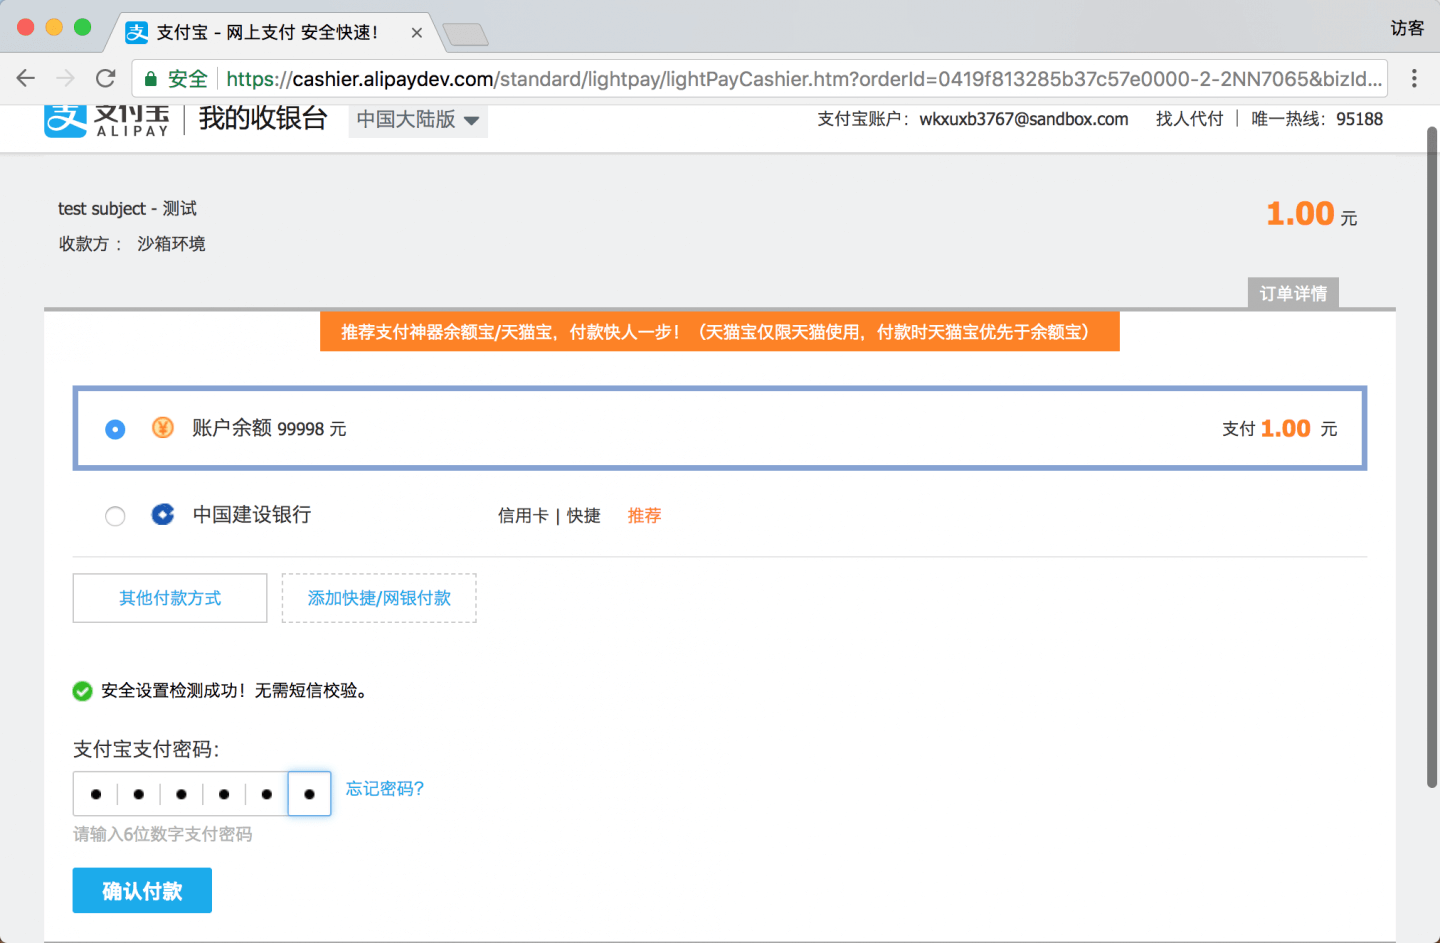 支付宝 - 网上支付 安全快速！
访客
安全 https://cashier.alipaydev.com/standard/lightpay/lightPayCashier.htm?orderId=0419f813285b37c57e0000-2-2NN7065&bizId...
支付宝 ALIPAY 我的收银台 中国大陆版 支付宝账户：wkxuxb3767@sandbox.com 找人代付 唯一热线：95188
test subject - 测试
1.00 元
收款方： 沙箱环境
订单详情
推荐支付神器余额宝/天猫宝，付款快人一步！（天猫宝仅限天猫使用，付款时天猫宝优先于余额宝）
账户余额 99998 元 支付 1.00 元
中国建设银行 信用卡 | 快捷 推荐
其他付款方式 添加快捷/网银付款
安全设置检测成功！无需短信校验。
支付宝支付密码：
忘记密码?
请输入6位数字支付密码
确认付款